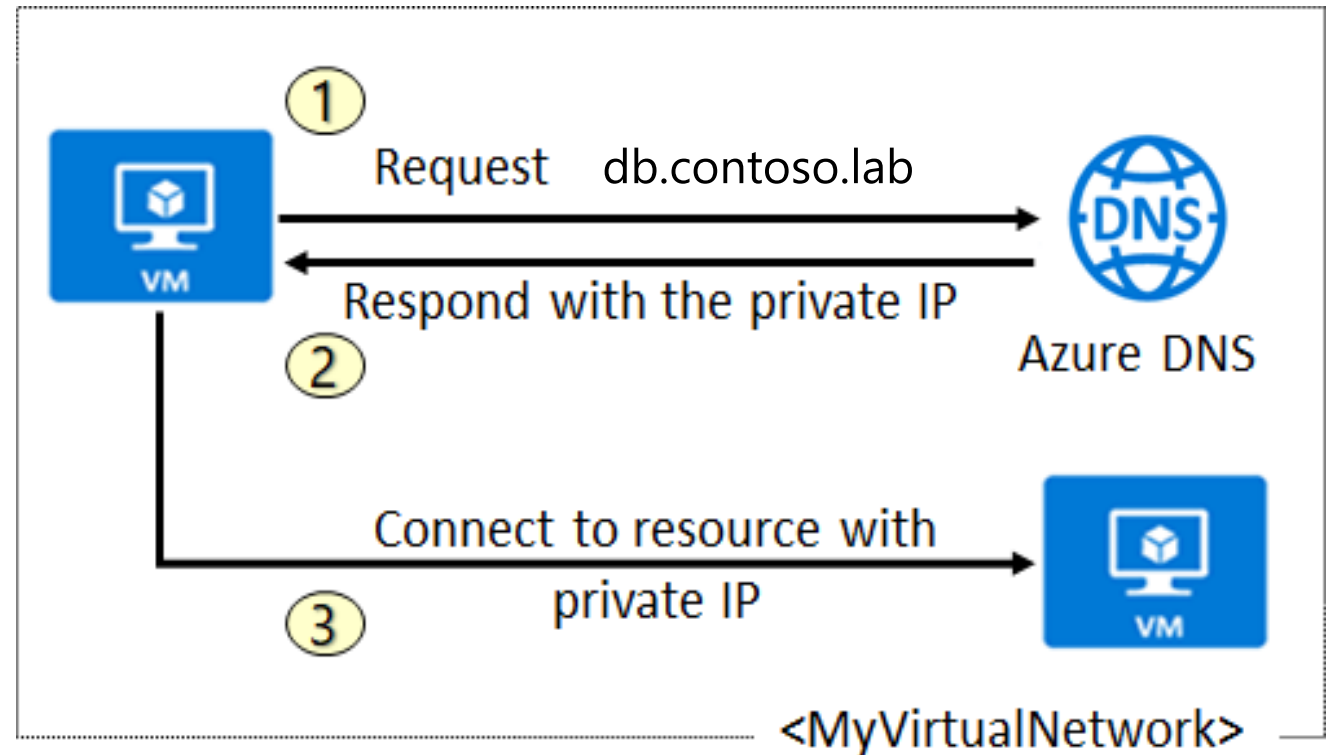 1
Request db.contoso.lab
DNS
VM
Respond with the private IP
2
Azure DNS
Connect to resource with
private IP
3
VM
<MyVirtualNetwork>